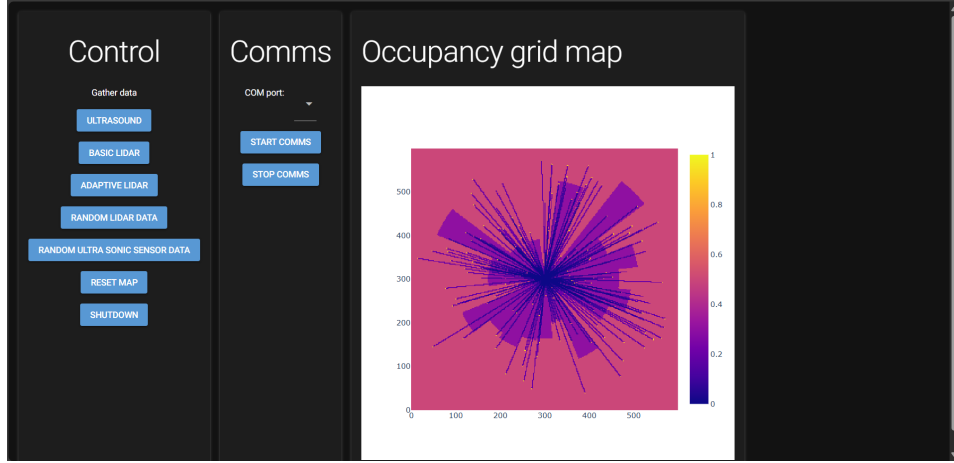 Control
Gather data
ULTRASOUND
BASIC LIDAR
ADAPTIVE LIDAR
RANDOM LIDAR DATA
RANDOM ULTRA SONIC SENSOR DATA
RESET MAP
SHUTDOWN
Comms
COM port:
START COMMS
STOP COMMS
Occupancy grid map
500
400
300
200
100
0
0 100 200 300 400 500
1
0.8
0.6
0.4
0.2
0